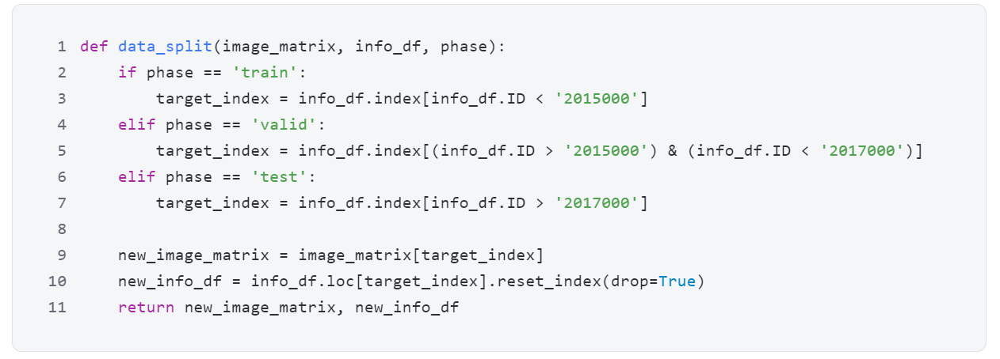 1 def data_split(image_matrix, info_df, phase):
2     if phase == 'train':
3         target_index = info_df.index[info_df.ID < '2015000']
4     elif phase == 'valid':
5         target_index = info_df.index[(info_df.ID > '2015000') & (info_df.ID < '2017000')]
6     elif phase == 'test':
7         target_index = info_df.index[info_df.ID > '2017000']
8
9     new_image_matrix = image_matrix[target_index]
10     new_info_df = info_df.loc[target_index].reset_index(drop=True)
11     return new_image_matrix, new_info_df